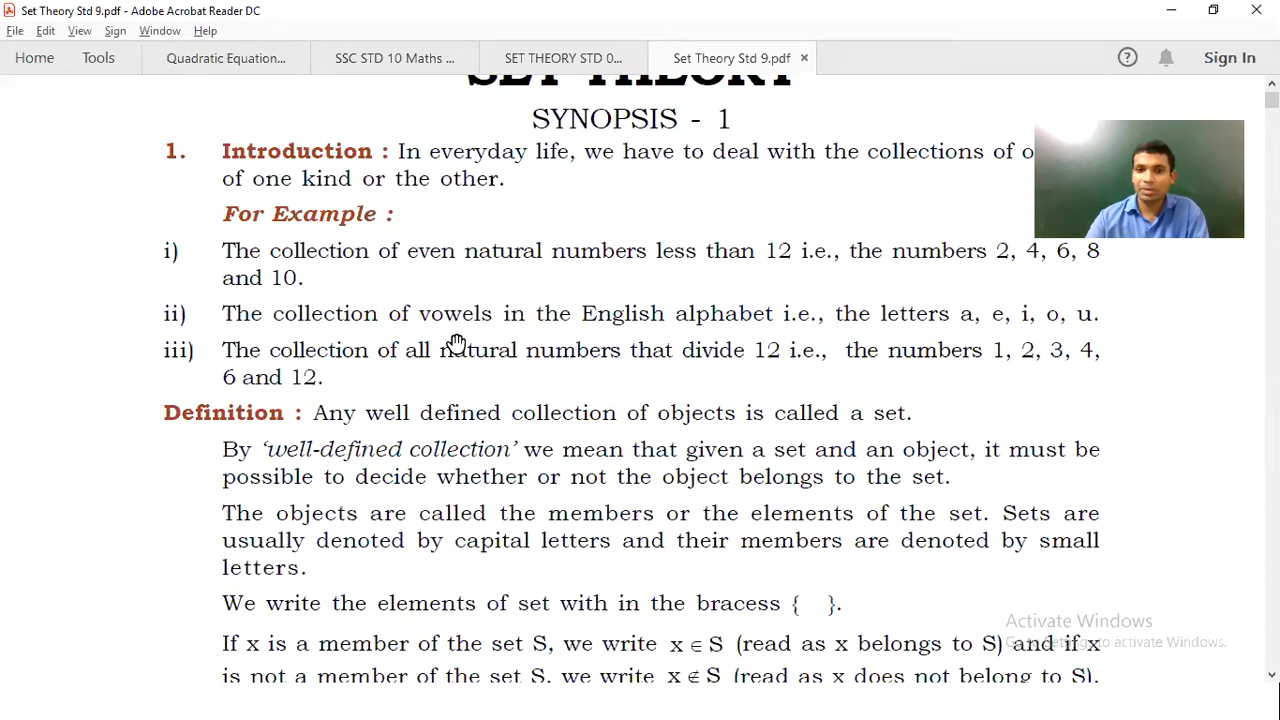 Set Theory Std 9.pdf - Adobe Acrobat Reader DC
File Edit View Sign Window Help
Home Tools Quadratic Equation... SSC STD 10 Maths ... SET THEORY STD 0... Set Theory Std 9.pdf × ? Sign In
SET THEORY
SYNOPSIS - 1
1. Introduction : In everyday life, we have to deal with the collections of
of one kind or the other.
For Example :
i) The collection of even natural numbers less than 12 i.e., the numbers 2, 4, 6, 8
and 10.
ii) The collection of vowels in the English alphabet i.e., the letters a, e, i, o, u.
iii) The collection of all natural numbers that divide 12 i.e., the numbers 1, 2, 3, 4,
6 and 12.
Definition : Any well defined collection of objects is called a set.
By ‘well-defined collection’ we mean that given a set and an object, it must be
possible to decide whether or not the object belongs to the set.
The objects are called the members or the elements of the set. Sets are
usually denoted by capital letters and their members are denoted by small
letters.
We write the elements of set with in the bracess { }.
Activate Windows
Go to Settings to activate Windows.
If x is a member of the set S, we write x ∈ S (read as x belongs to S) and if x
is not a member of the set S, we write x ∉ S (read as x does not belong to S).